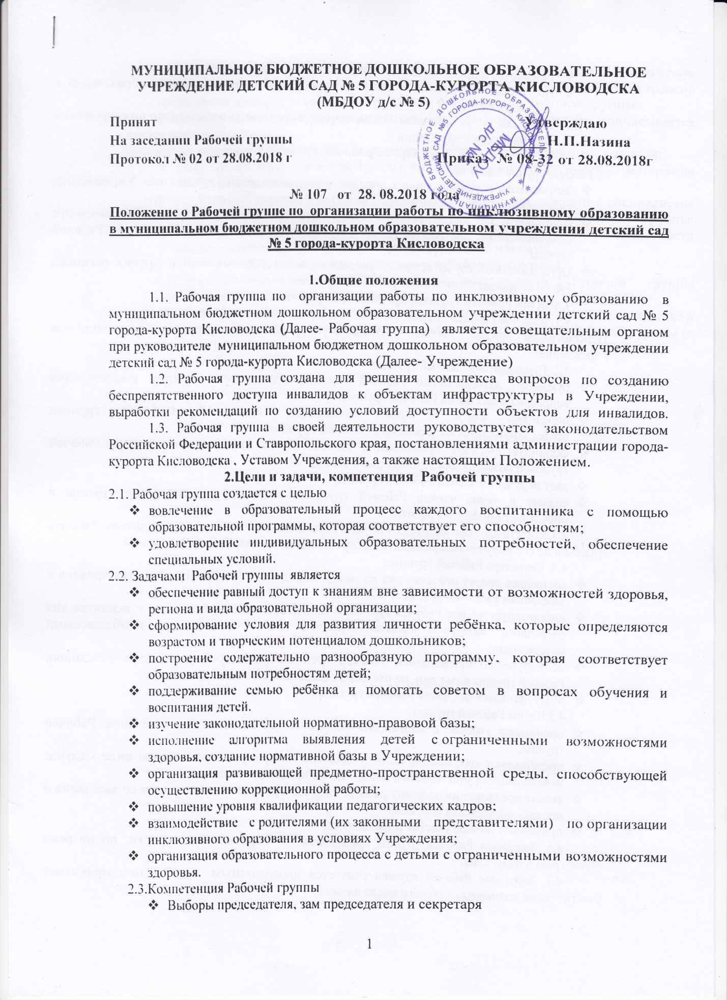 МУНИЦИПАЛЬНОЕ БЮДЖЕТНОЕ ДОШКОЛЬНОЕ ОБРАЗОВАТЕЛЬНОЕ
УЧРЕЖДЕНИЕ ДЕТСКИЙ САД № 5 ГОРОДА-КУРОРТА КИСЛОВОДСКА
(МБДОУ д/с № 5)
Принят Утверждаю
На заседании Рабочей группы Н.П.Назина
Протокол № 02 от 28.08.2018 г Приказ № 08-32 от 28.08.2018г
МУНИЦИПАЛЬНОЕ БЮДЖЕТНОЕ ДОШКОЛЬНОЕ ОБРАЗОВАТЕЛЬНОЕ *
УЧРЕЖДЕНИЕ ДЕТСКИЙ САД №5 ГОРОДА-КУРОРТА КИСЛОВОДСКА *
МБДОУ
д/с №
№ 107 от 28. 08.2018 года
Положение о Рабочей группе по организации работы по инклюзивному образованию
в муниципальном бюджетном дошкольном образовательном учреждении детский сад
№ 5 города-курорта Кисловодска
1.Общие положения
1.1. Рабочая группа по организации работы по инклюзивному образованию в
муниципальном бюджетном дошкольном образовательном учреждении детский сад № 5
города-курорта Кисловодска (Далее- Рабочая группа) является совещательным органом
при руководителе муниципальном бюджетном дошкольном образовательном учреждении
детский сад № 5 города-курорта Кисловодска (Далее- Учреждение)
1.2. Рабочая группа создана для решения комплекса вопросов по созданию
беспрепятственного доступа инвалидов к объектам инфраструктуры в Учреждении,
выработки рекомендаций по созданию условий доступности объектов для инвалидов.
1.3. Рабочая группа в своей деятельности руководствуется законодательством
Российской Федерации и Ставропольского края, постановлениями администрации города-
курорта Кисловодска , Уставом Учреждения, а также настоящим Положением.
2.Цели и задачи, компетенция Рабочей группы
2.1. Рабочая группа создается с целью
❖ вовлечение в образовательный процесс каждого воспитанника с помощью
образовательной программы, которая соответствует его способностям;
❖ удовлетворение индивидуальных образовательных потребностей, обеспечение
специальных условий.
2.2. Задачами Рабочей группы является
❖ обеспечение равный доступ к знаниям вне зависимости от возможностей здоровья,
региона и вида образовательной организации;
❖ сформирование условия для развития личности ребёнка, которые определяются
возрастом и творческим потенциалом дошкольников;
❖ построение содержательно разнообразную программу, которая соответствует
образовательным потребностям детей;
❖ поддерживание семью ребёнка и помогать советом в вопросах обучения и
воспитания детей.
❖ изучение законодательной нормативно-правовой базы;
❖ исполнение алгоритма выявления детей с ограниченными возможностями
здоровья, создание нормативной базы в Учреждении;
❖ организация развивающей предметно-пространственной среды, способствующей
осуществлению коррекционной работы;
❖ повышение уровня квалификации педагогических кадров;
❖ взаимодействие с родителями (их законными представителями) по организации
инклюзивного образования в условиях Учреждения;
❖ организация образовательного процесса с детьми с ограниченными возможностями
здоровья.
2.3.Компетенция Рабочей группы
❖ Выборы председателя, зам председателя и секретаря
1